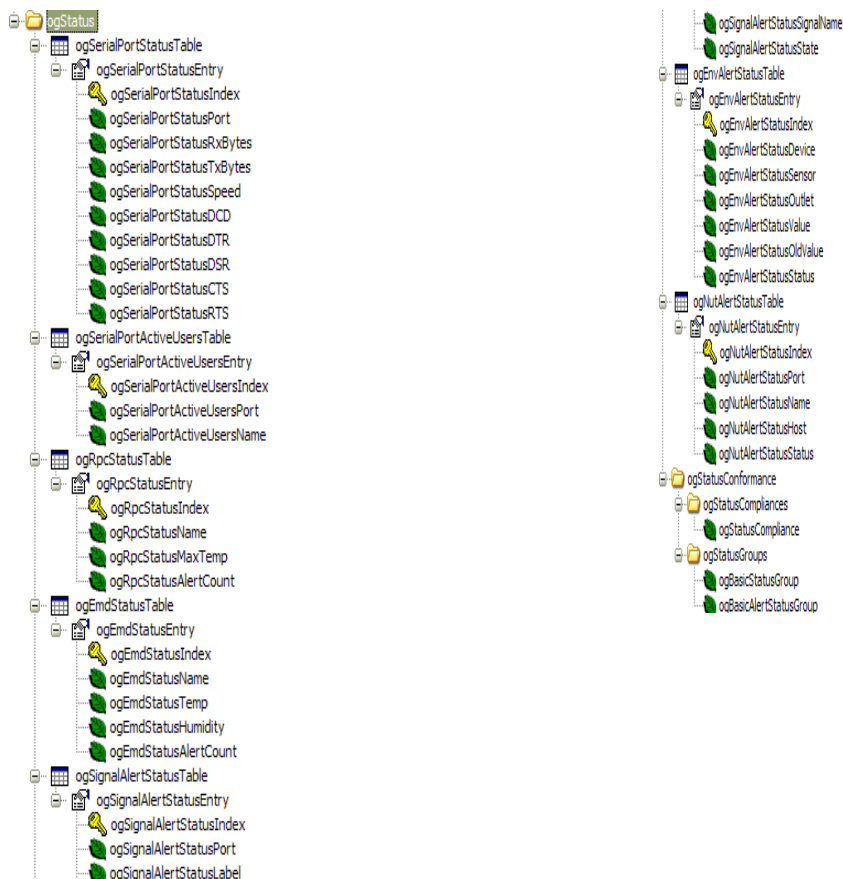 ogStatus
ogSerialPortStatusTable
ogSerialPortStatusEntry
ogSerialPortStatusIndex
ogSerialPortStatusPort
ogSerialPortStatusRxBytes
ogSerialPortStatusTxBytes
ogSerialPortStatusSpeed
ogSerialPortStatusDCD
ogSerialPortStatusDTR
ogSerialPortStatusDSR
ogSerialPortStatusCTS
ogSerialPortStatusRTS
ogSerialPortActiveUsersTable
ogSerialPortActiveUsersEntry
ogSerialPortActiveUsersIndex
ogSerialPortActiveUsersPort
ogSerialPortActiveUsersName
ogRpcStatusTable
ogRpcStatusEntry
ogRpcStatusIndex
ogRpcStatusName
ogRpcStatusMaxTemp
ogRpcStatusAlertCount
ogEmdStatusTable
ogEmdStatusEntry
ogEmdStatusIndex
ogEmdStatusName
ogEmdStatusTemp
ogEmdStatusHumidity
ogEmdStatusAlertCount
ogSignalAlertStatusTable
ogSignalAlertStatusEntry
ogSignalAlertStatusIndex
ogSignalAlertStatusPort
ogSignalAlertStatusLabel
ogSignalAlertStatusSignalName
ogSignalAlertStatusState
ogEnvAlertStatusTable
ogEnvAlertStatusEntry
ogEnvAlertStatusIndex
ogEnvAlertStatusDevice
ogEnvAlertStatusSensor
ogEnvAlertStatusOutlet
ogEnvAlertStatusValue
ogEnvAlertStatusOldValue
ogEnvAlertStatusStatus
ogNutAlertStatusTable
ogNutAlertStatusEntry
ogNutAlertStatusIndex
ogNutAlertStatusPort
ogNutAlertStatusName
ogNutAlertStatusHost
ogNutAlertStatusStatus
ogStatusConformance
ogStatusCompliances
ogStatusCompliance
ogStatusGroups
ogBasicStatusGroup
ogBasicAlertStatusGroup